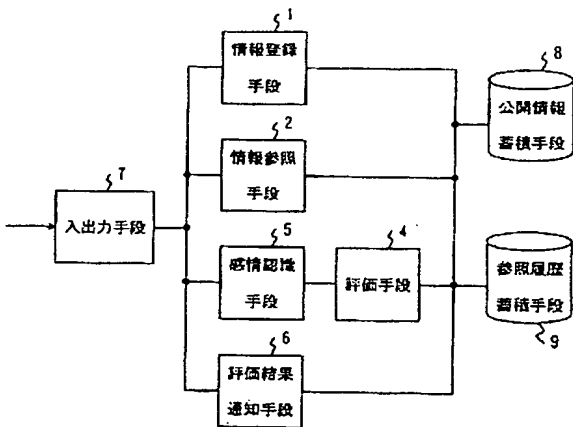 1
情報登録
手段
2
情報参照
手段
7
入出力手段
5
感情認識
手段
4
評価手段
6
評価結果
通知手段
8
公開情報
蓄積手段
参照履歴
蓄積手段
9